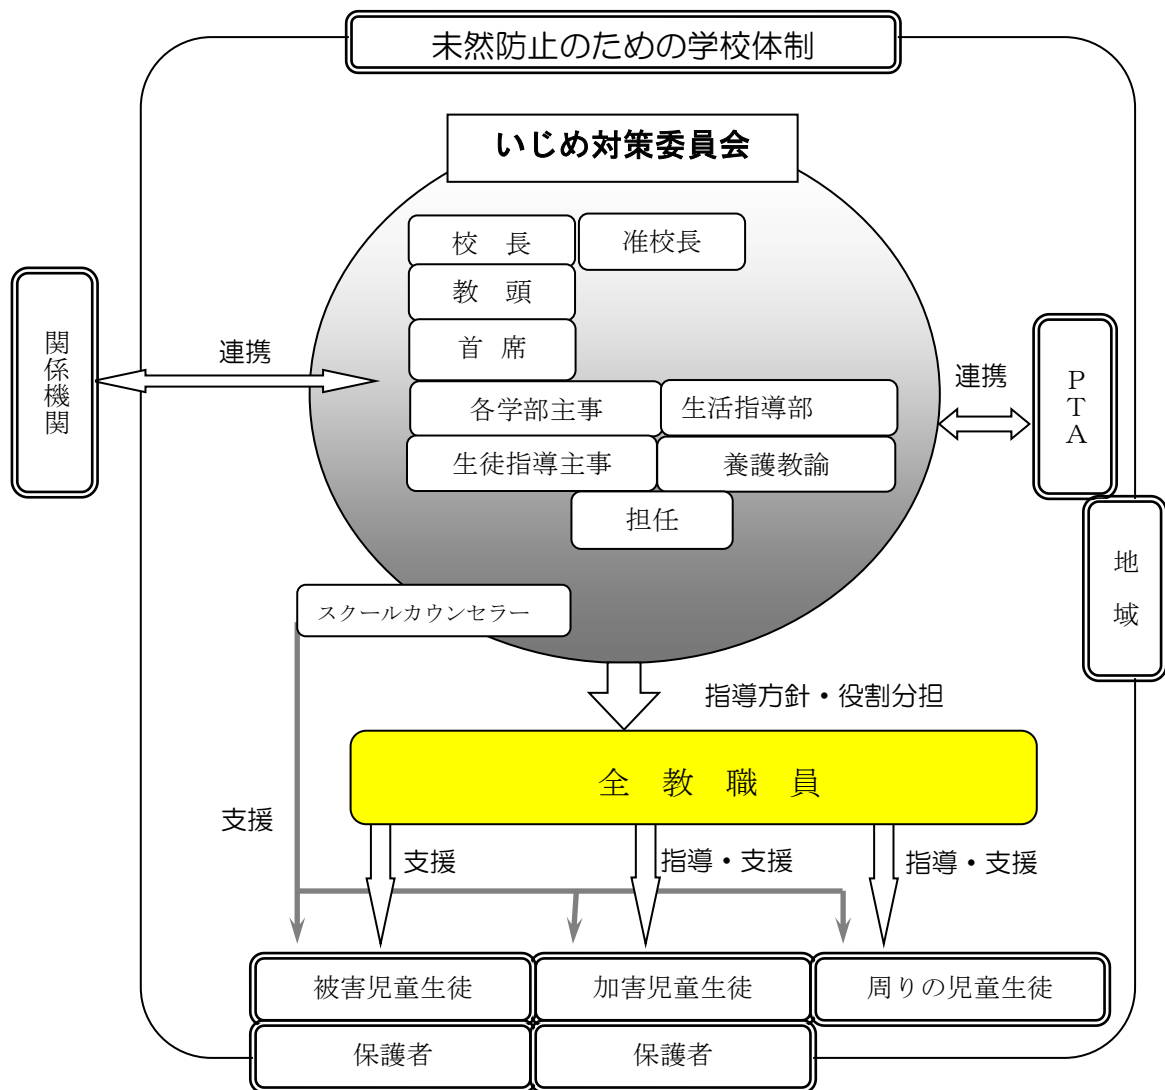 未然防止のための学校体制
いじめ対策委員会
校　長
准校長
教　頭
首 席
各学部主事
生活指導部
生徒指導主事
養護教諭
担任
スクールカウンセラー
関係機関
連携
連携
PTA
地域
指導方針・役割分担
全　教　職　員
支援
支援
指導・支援
指導・支援
被害児童生徒
加害児童生徒
周りの児童生徒
保護者
保護者